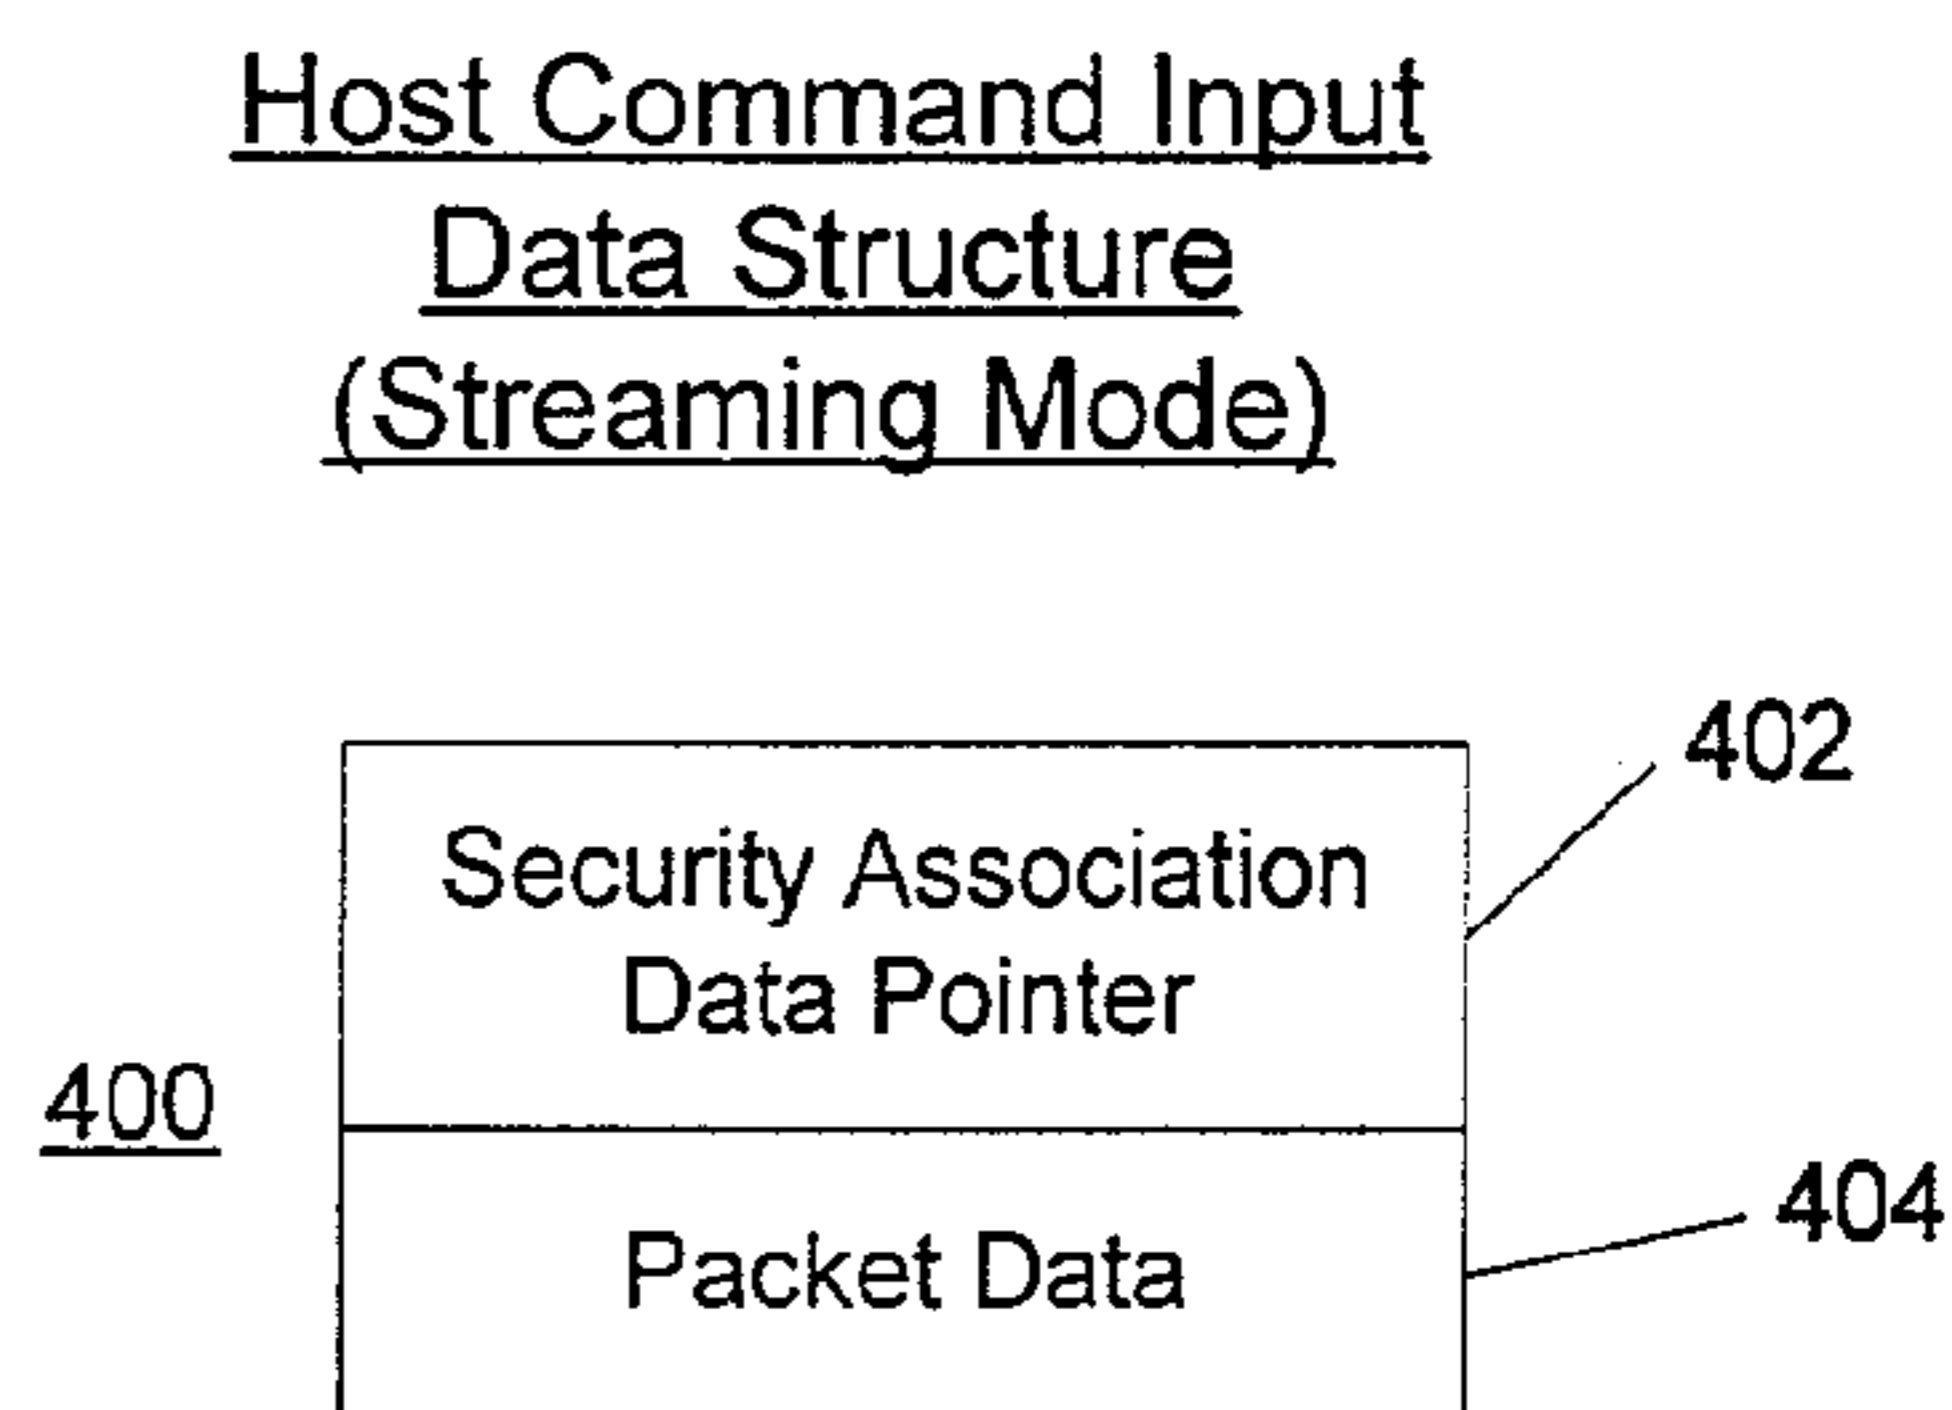 Host Command Input
Data Structure
(Streaming Mode)
402
Security Association
Data Pointer
400
404
Packet Data